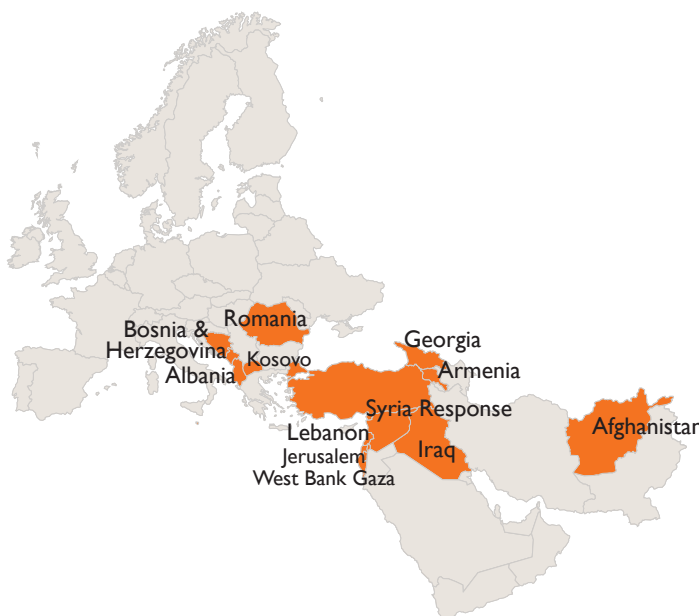 Romania
Bosnia &
Herzegovina
Kosovo
Albania
Georgia
Armenia
Syria Response
Lebanon
Iraq
Jerusalem
West Bank Gaza
Afghanistan